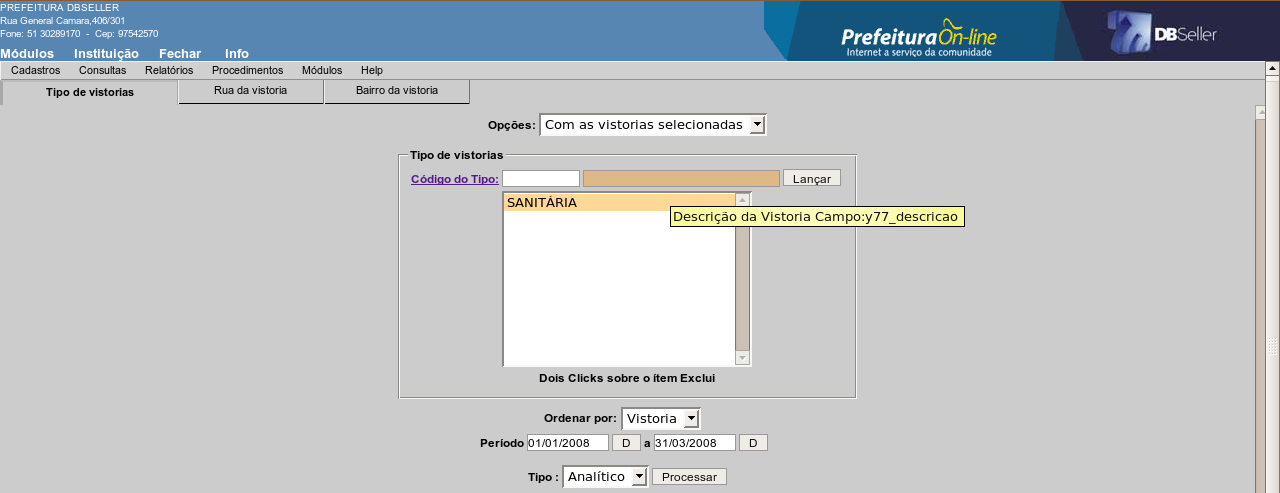 PREFEITURA DBSELLER
Rua General Camara,406/301
Fone: 51 30289170 - Cep: 97542570
Prefeitura On-line
Internet a serviço da comunidade
DBSeller
Módulos Instituição Fechar Info
Cadastros Consultas Relatórios Procedimentos Módulos Help
Tipo de vistorias Rua da vistoria Bairro da vistoria
Opções: Com as vistorias selecionadas
Tipo de vistorias
Código do Tipo: Lançar
SANITÁRIA
Descrição da Vistoria Campo:y77_descricao
Dois Clicks sobre o item Exclui
Ordenar por: Vistoria
Período 01/01/2008 D a 31/03/2008 D
Tipo : Analítico Processar